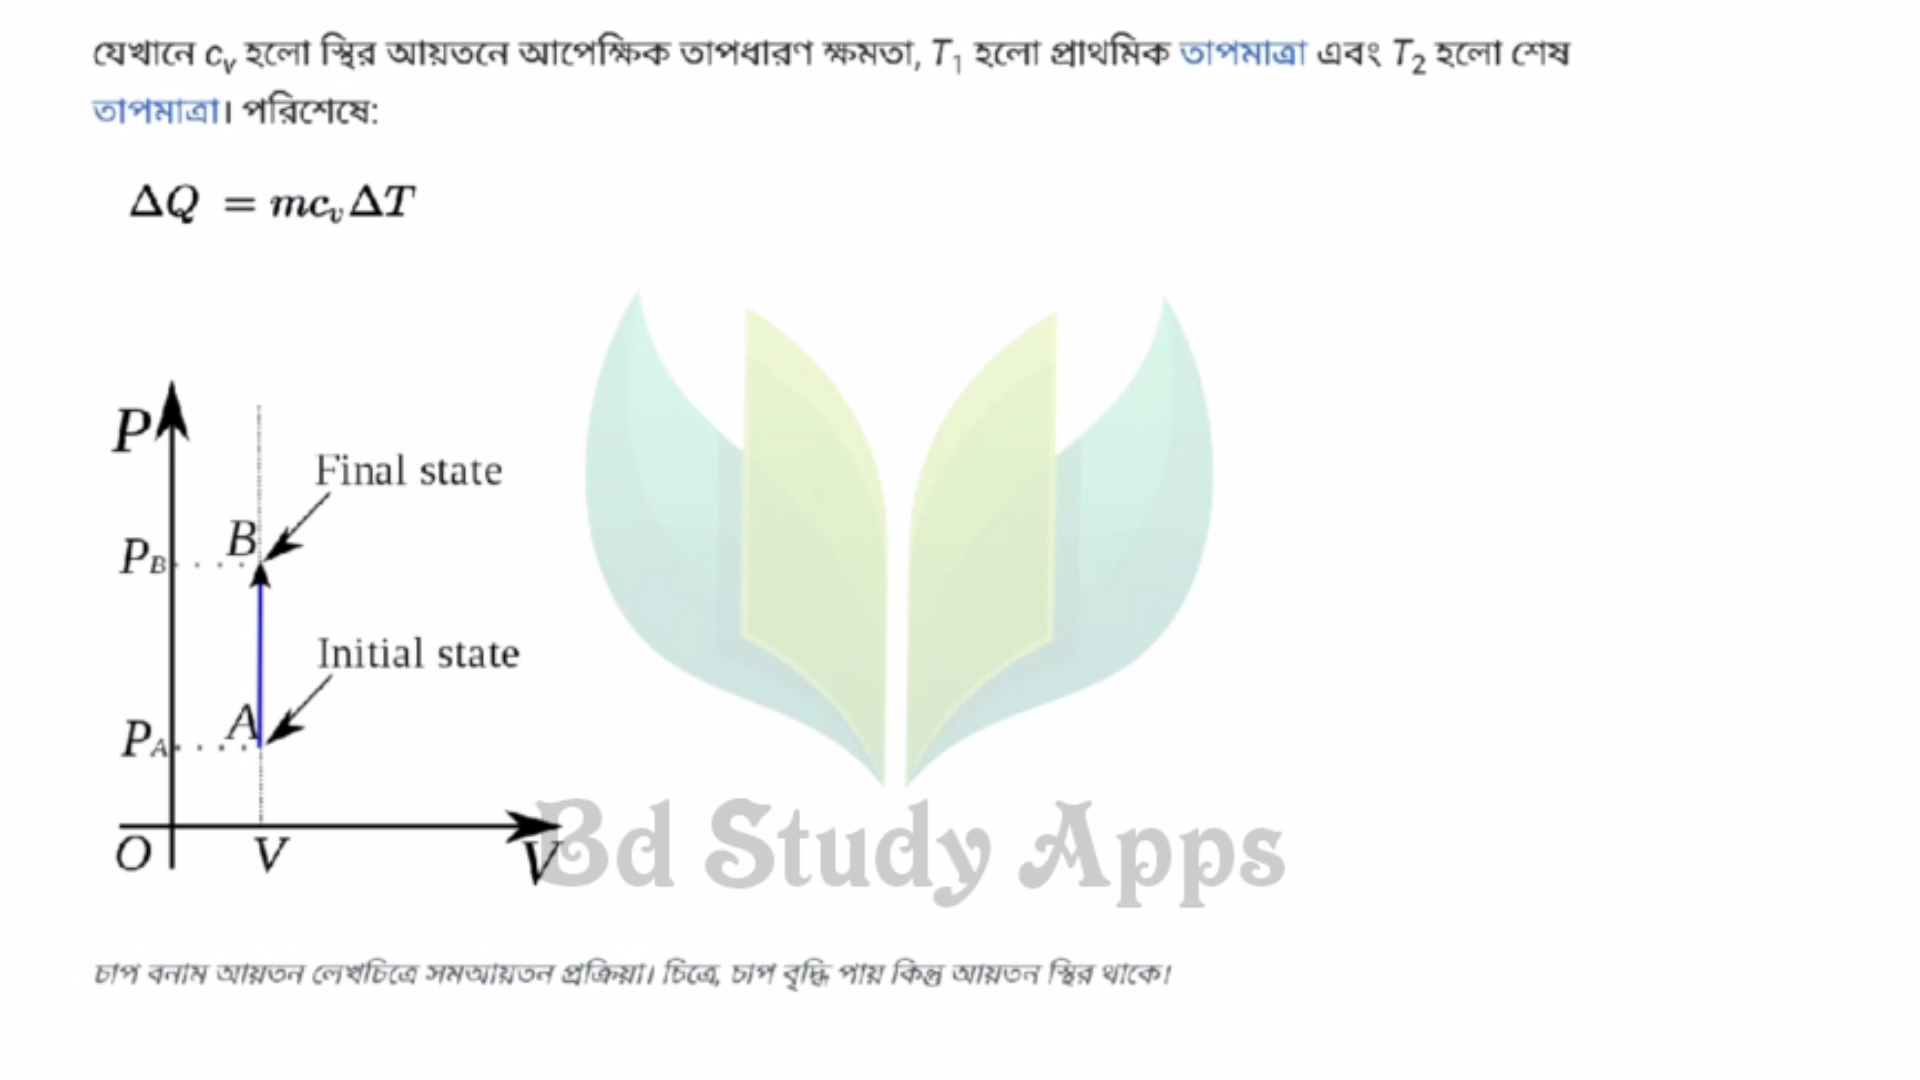 যেখানে cv হলো স্থির আয়তনে আপেক্ষিক তাপধারণ ক্ষমতা, T1 হলো প্রাথমিক তাপমাত্রা এবং T2 হলো শেষ
তাপমাত্রা। পরিশেষে:
ΔQ = mcvΔT
P
Final state
B
PB
Initial state
A
PA
O V V
Bd Study Apps
চাপ বনাম আয়তন লেখচিত্রে সমআয়তন প্রক্রিয়া। চিত্রে, চাপ বৃদ্ধি পায় কিন্তু আয়তন স্থির থাকে।